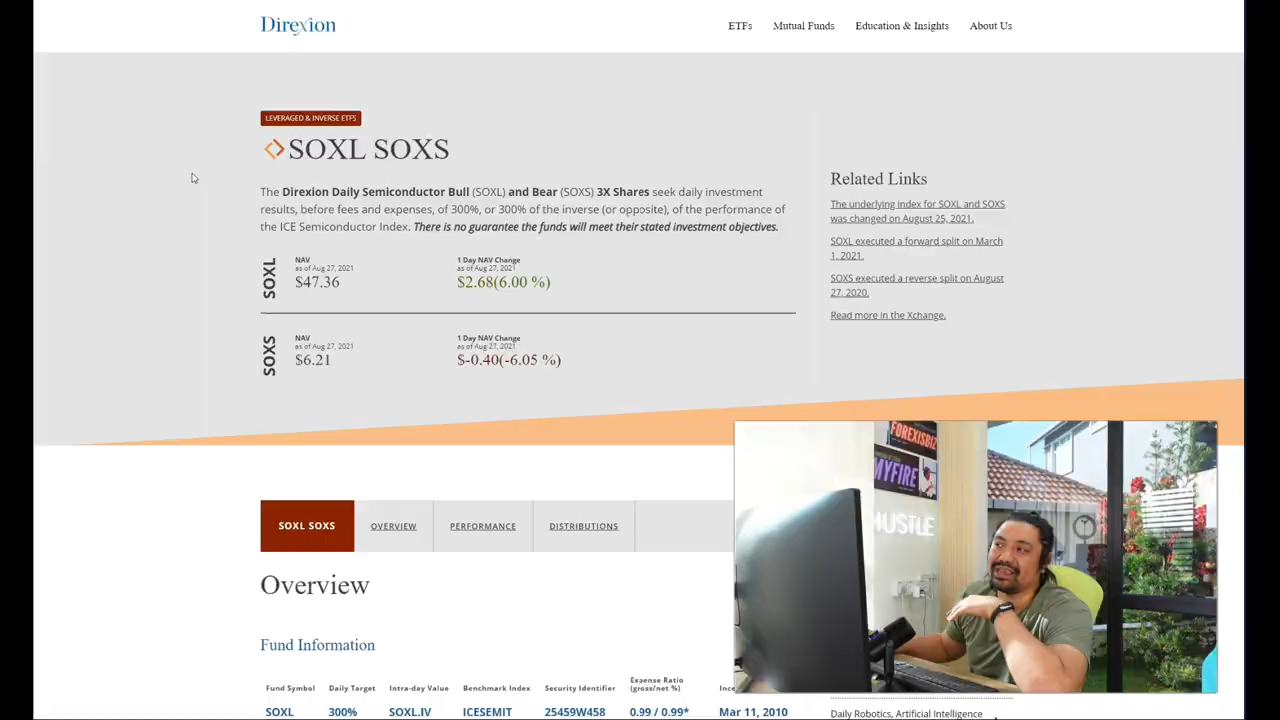 Direxion
ETFs Mutual Funds Education & Insights About Us
LEVERAGED & INVERSE ETFS
SOXL SOXS
The Direxion Daily Semiconductor Bull (SOXL) and Bear (SOXS) 3X Shares seek daily investment
results, before fees and expenses, of 300%, or 300% of the inverse (or opposite), of the performance of
the ICE Semiconductor Index. There is no guarantee the funds will meet their stated investment objectives.
SOXL
NAV
as of Aug 27, 2021
$47.36
1 Day NAV Change
as of Aug 27, 2021
$2.68(6.00 %)
SOXS
NAV
as of Aug 27, 2021
$6.21
1 Day NAV Change
as of Aug 27, 2021
$-0.40(-6.05 %)
Related Links
The underlying index for SOXL and SOXS
was changed on August 25, 2021.
SOXL executed a forward split on March
1, 2021.
SOXS executed a reverse split on August
27, 2020.
Read more in the Xchange.
SOXL SOXS OVERVIEW PERFORMANCE DISTRIBUTIONS
Overview
Fund Information
Fund Symbol Daily Target Intra-day Value Benchmark Index Security Identifier Expense Ratio
(gross/net %)
SOXL 300% SOXL.IV ICESEMIT 25459W458 0.99 / 0.99* Mar 11, 2010
FOREXISBIZ
MYFIRE
HUSTLE
Daily Robotics, Artificial Intelligence